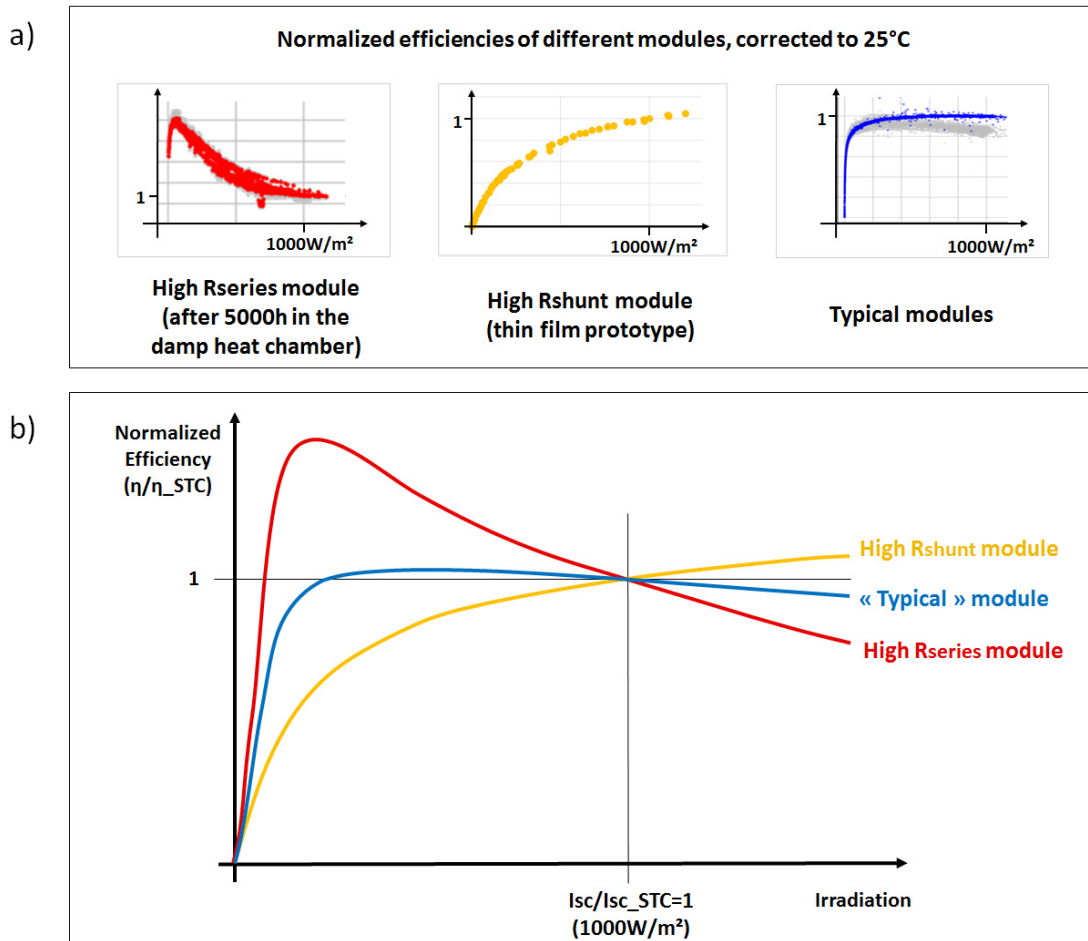 a)
Normalized efficiencies of different modules, corrected to 25°C
1
1000W/m²
High Rseries module
(after 5000h in the
damp heat chamber)
1
1000W/m²
High Rshunt module
(thin film prototype)
1
1000W/m²
Typical modules
b)
Normalized
Efficiency
(η/η_STC)
1
High Rshunt module
« Typical » module
High Rseries module
Isc/Isc_STC=1
(1000W/m²)
Irradiation